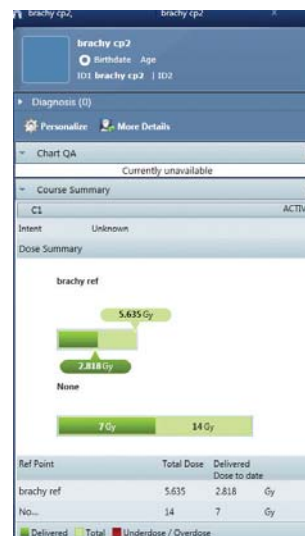 brachy cp2, brachy cp2 x
brachy cp2
Birthdate Age
ID1 brachy cp2 | ID2
Diagnosis (0)
Personalize More Details
Chart QA
Currently unavailable
Course Summary
C1 ACTIV
Intent Unknown
Dose Summary
brachy ref
5.635 Gy
2.818 Gy
None
7 Gy 14 Gy
Ref Point Total Dose Delivered
Dose to date
brachy ref 5.635 2.818 Gy
No... 14 7 Gy
Delivered Total Underdose / Overdose